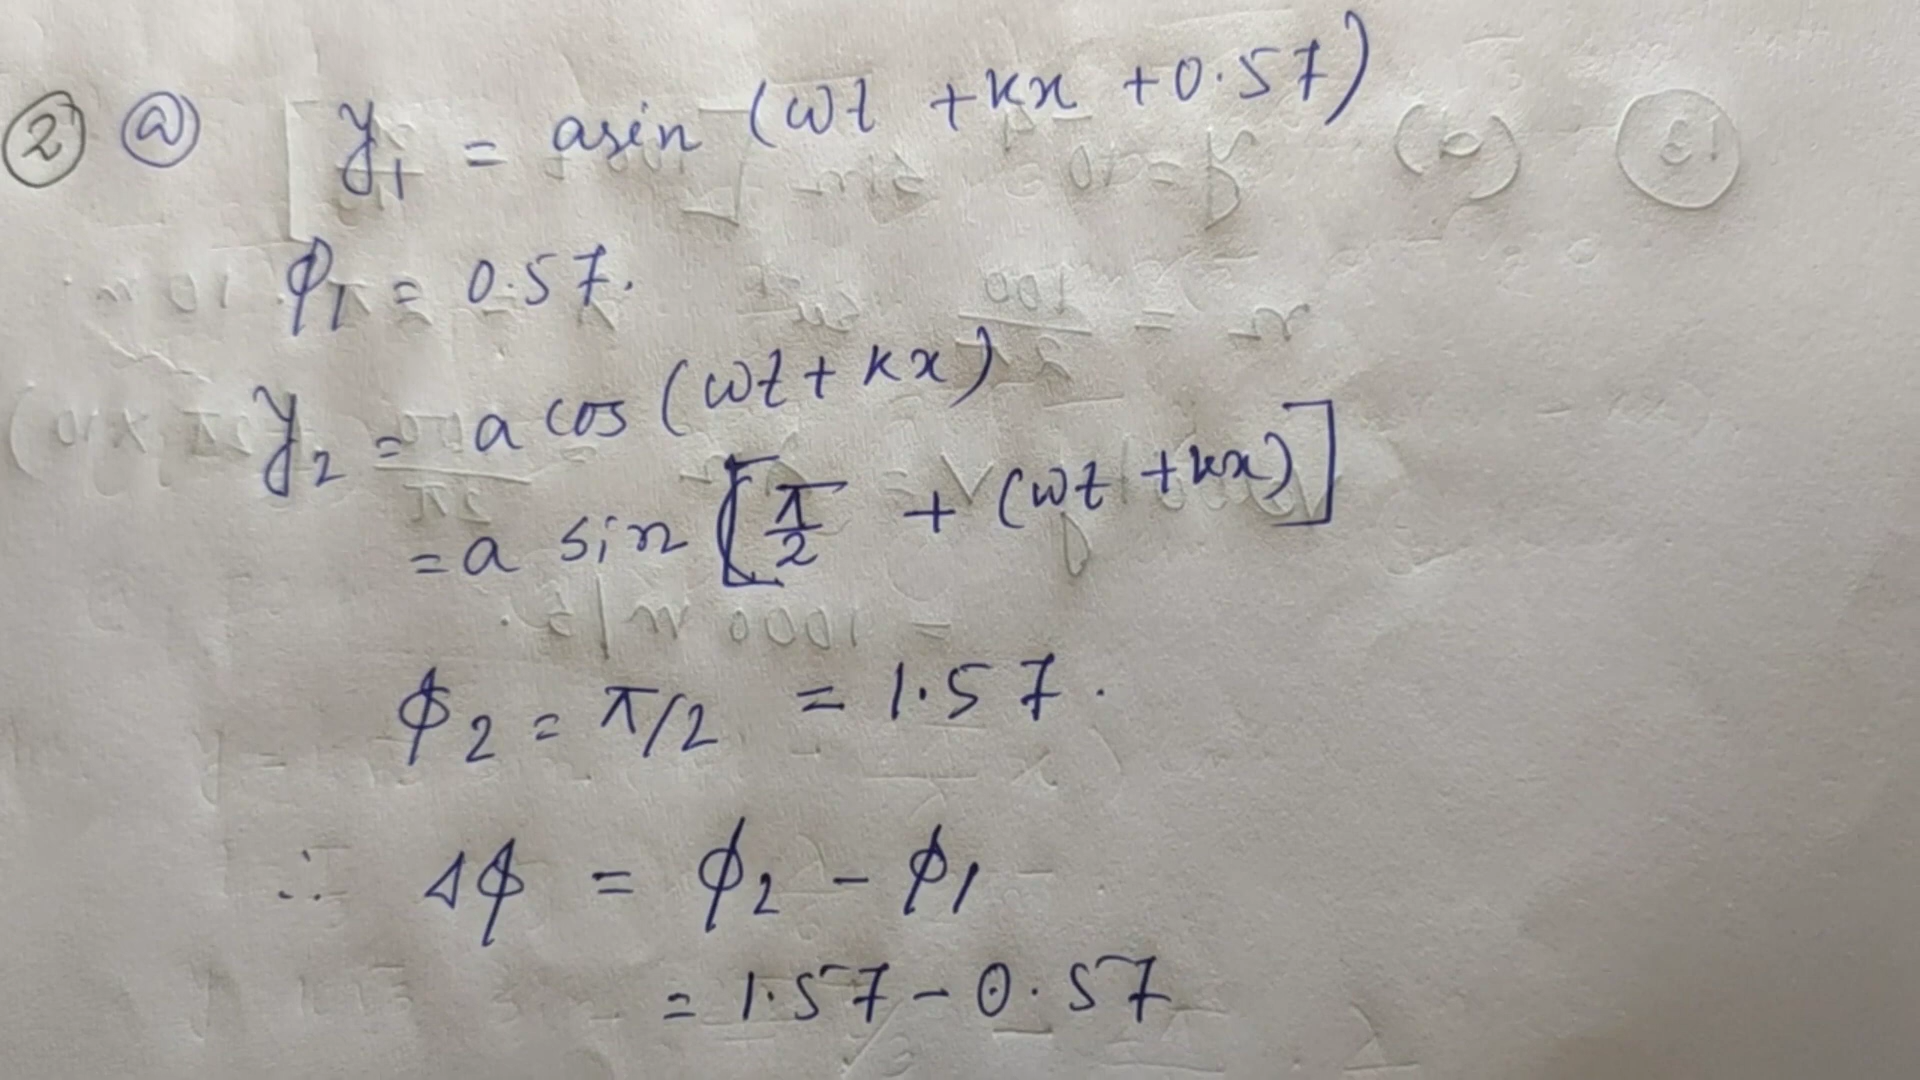 ② ⓐ y₁ = asin (ωt + kx + 0.57)
ϕ₁ = 0.57.
y₂ = a cos (ωt + kx)
= a sin [π/2 + (ωt + kx)]
ϕ₂ = π/2 = 1.57.
∴ Δϕ = ϕ₂ - ϕ₁
= 1.57 - 0.57